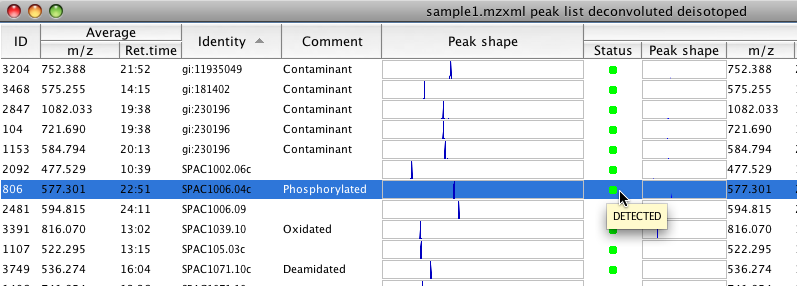 sample1.mzxml peak list deconvoluted deisotoped
ID Average Identity Comment Peak shape
m/z Ret.time Status Peak shape m/z
3204 752.388 21:52 gi:11935049 Contaminant 752.388
3468 575.255 14:15 gi:181402 Contaminant 575.255
2847 1082.033 19:38 gi:230196 Contaminant 1082.033
104 721.690 19:38 gi:230196 Contaminant 721.690
1153 584.794 20:13 gi:230196 Contaminant 584.794
2092 477.529 10:39 SPAC1002.06c 477.529
806 577.301 22:51 SPAC1006.04c Phosphorylated 577.301
2481 594.815 24:11 SPAC1006.09 594.815
DETECTED
3391 816.070 13:02 SPAC1039.10 Oxidated 816.070
1107 522.295 13:15 SPAC105.03c 522.295
3749 536.274 16:04 SPAC1071.10c Deamidated 536.274